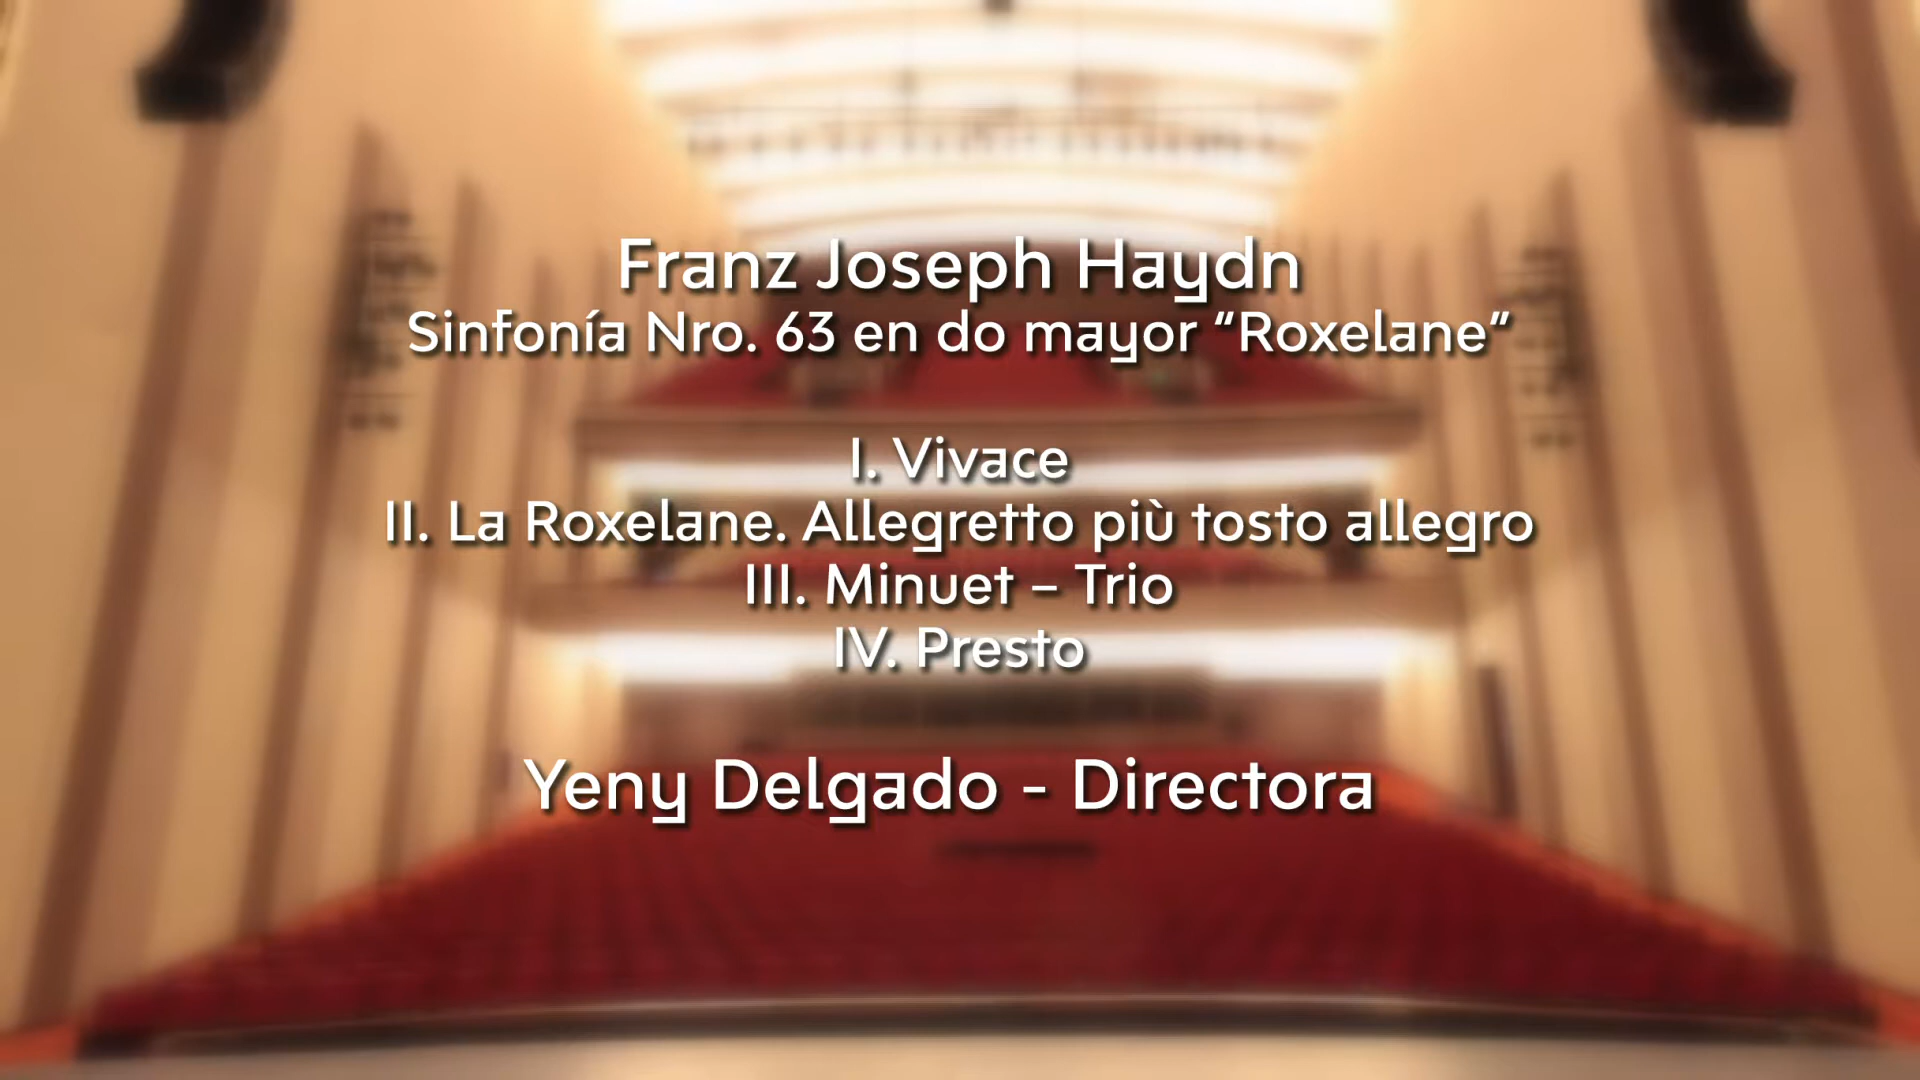 Franz Joseph Haydn
Sinfonía Nro. 63 en do mayor “Roxelane”
I. Vivace
II. La Roxelane. Allegretto più tosto allegro
III. Minuet – Trio
IV. Presto
Yeny Delgado - Directora